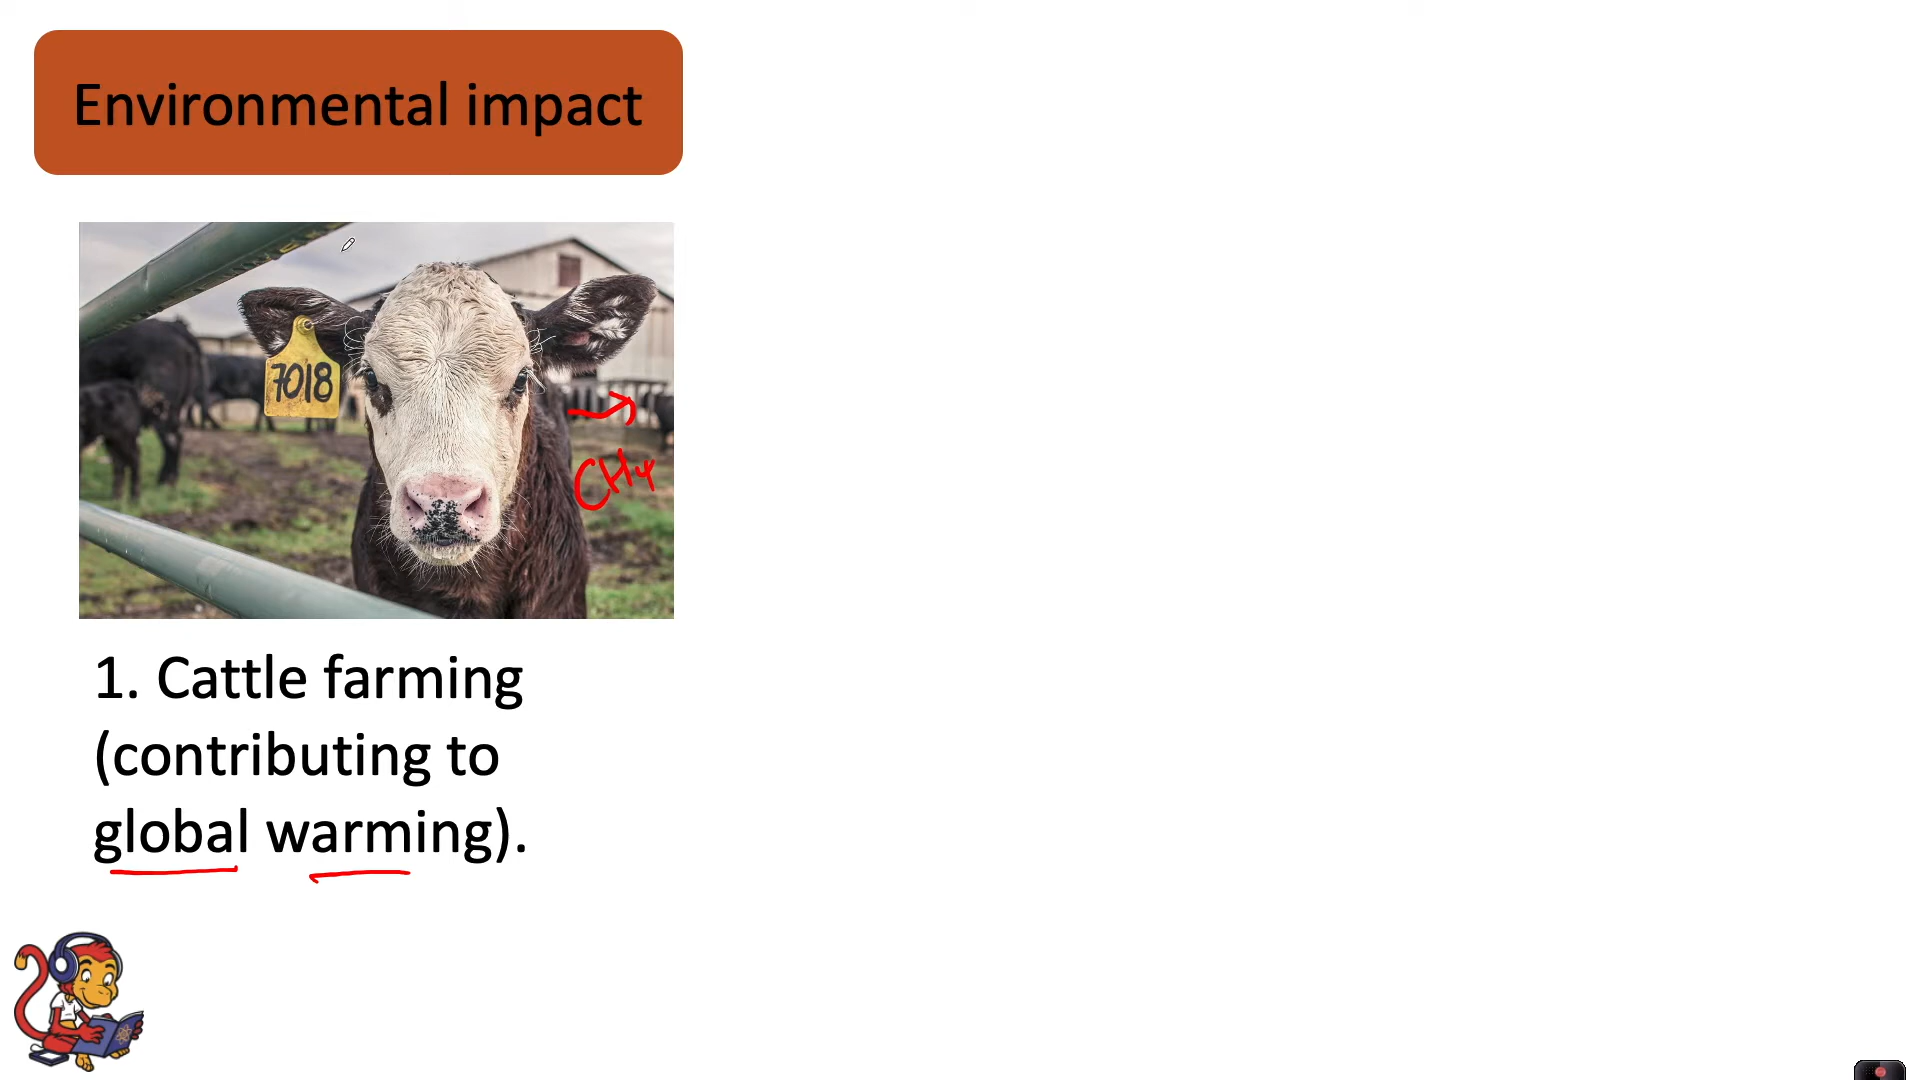 Environmental impact
7018
CH4
1. Cattle farming
(contributing to
global warming).